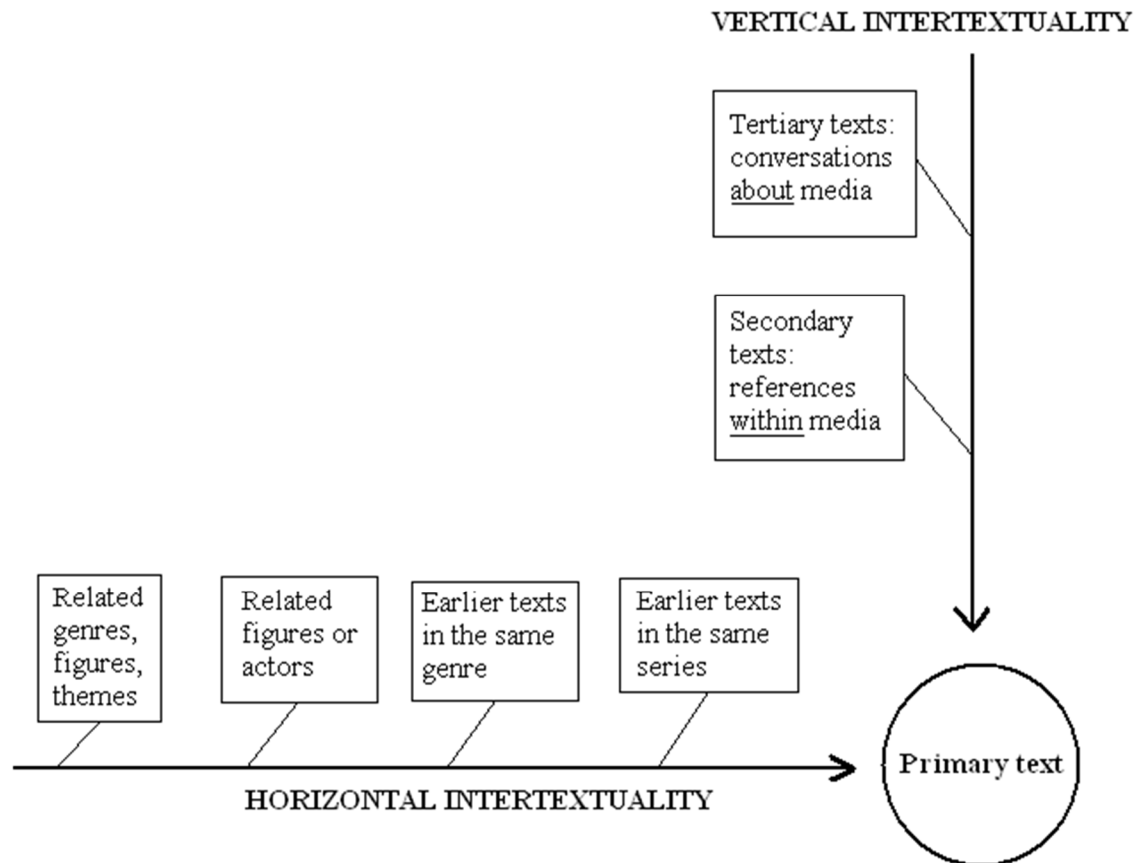 VERTICAL INTERTEXTUALITY
Tertiary texts:
conversations
about media
Secondary
texts:
references
within media
Related
genres,
figures,
themes
Related
figures or
actors
Earlier texts
in the same
genre
Earlier texts
in the same
series
Primary text
HORIZONTAL INTERTEXTUALITY